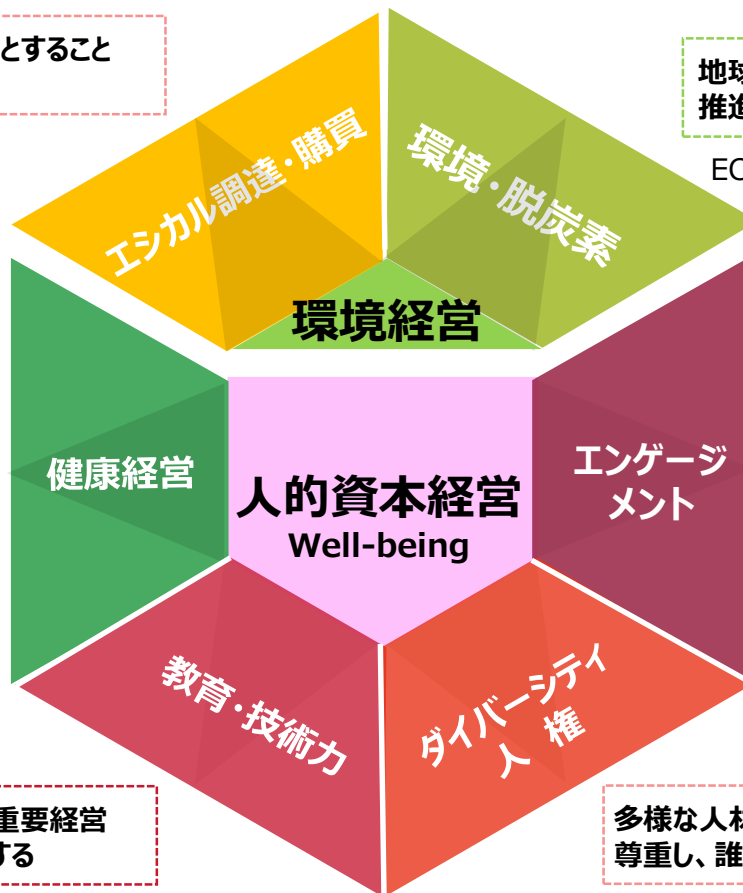 とすること
地球
推進
EC
エシカル調達・購買
環境・脱炭素
環境経営
健康経営
人的資本経営
Well-being
エンゲージ
メント
教育・技術力
ダイバーシティ
人 権
重要経営
する
多様な人材
尊重し、誰